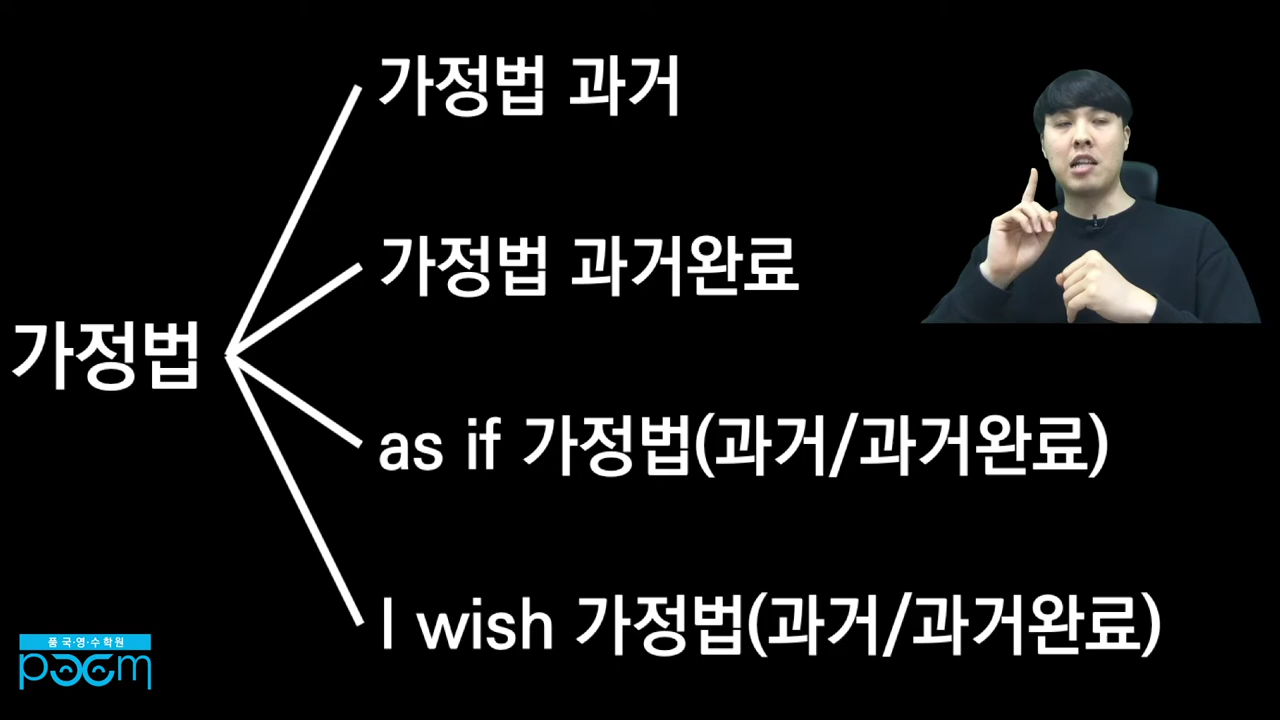 가정법 과거
가정법 과거완료
가정법
as if 가정법(과거/과거완료)
I wish 가정법(과거/과거완료)
품 국·영·수 학원
poem